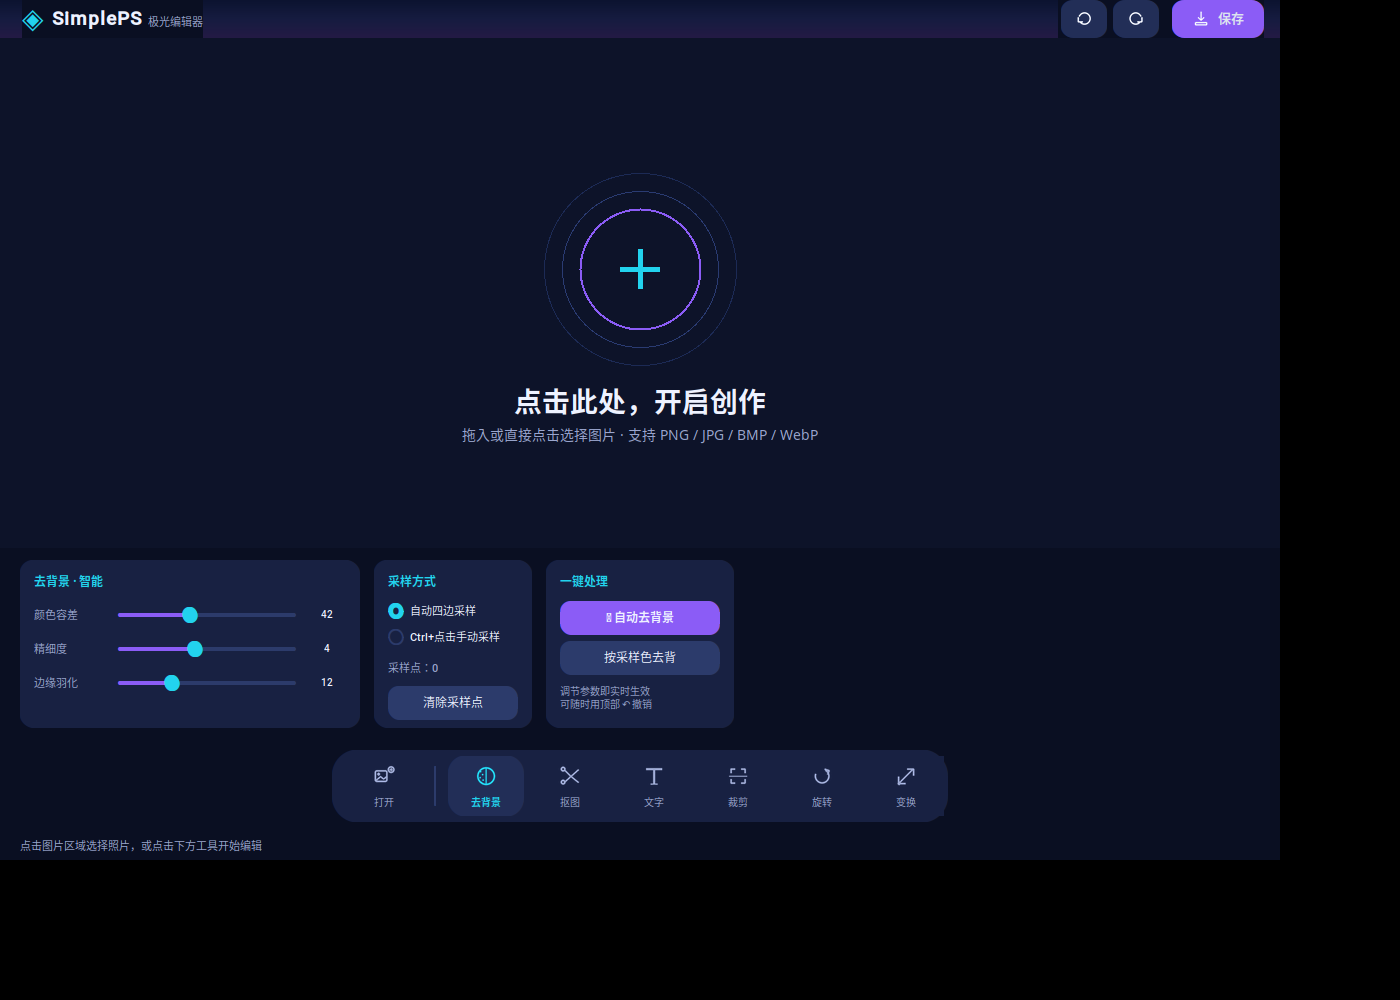 SimplePS 极光编辑器
保存
点击此处，开启创作
拖入或直接点击选择图片 · 支持 PNG / JPG / BMP / WebP
去背景 · 智能
颜色容差 42
精细度 4
边缘羽化 12
采样方式
自动四边采样
Ctrl+点击手动采样
采样点：0
清除采样点
一键处理
自动去背景
按采样色去背
调节参数即实时生效
可随时用顶部 ↶ 撤销
打开
去背景
抠图
文字
裁剪
旋转
变换
点击图片区域选择照片，或点击下方工具开始编辑